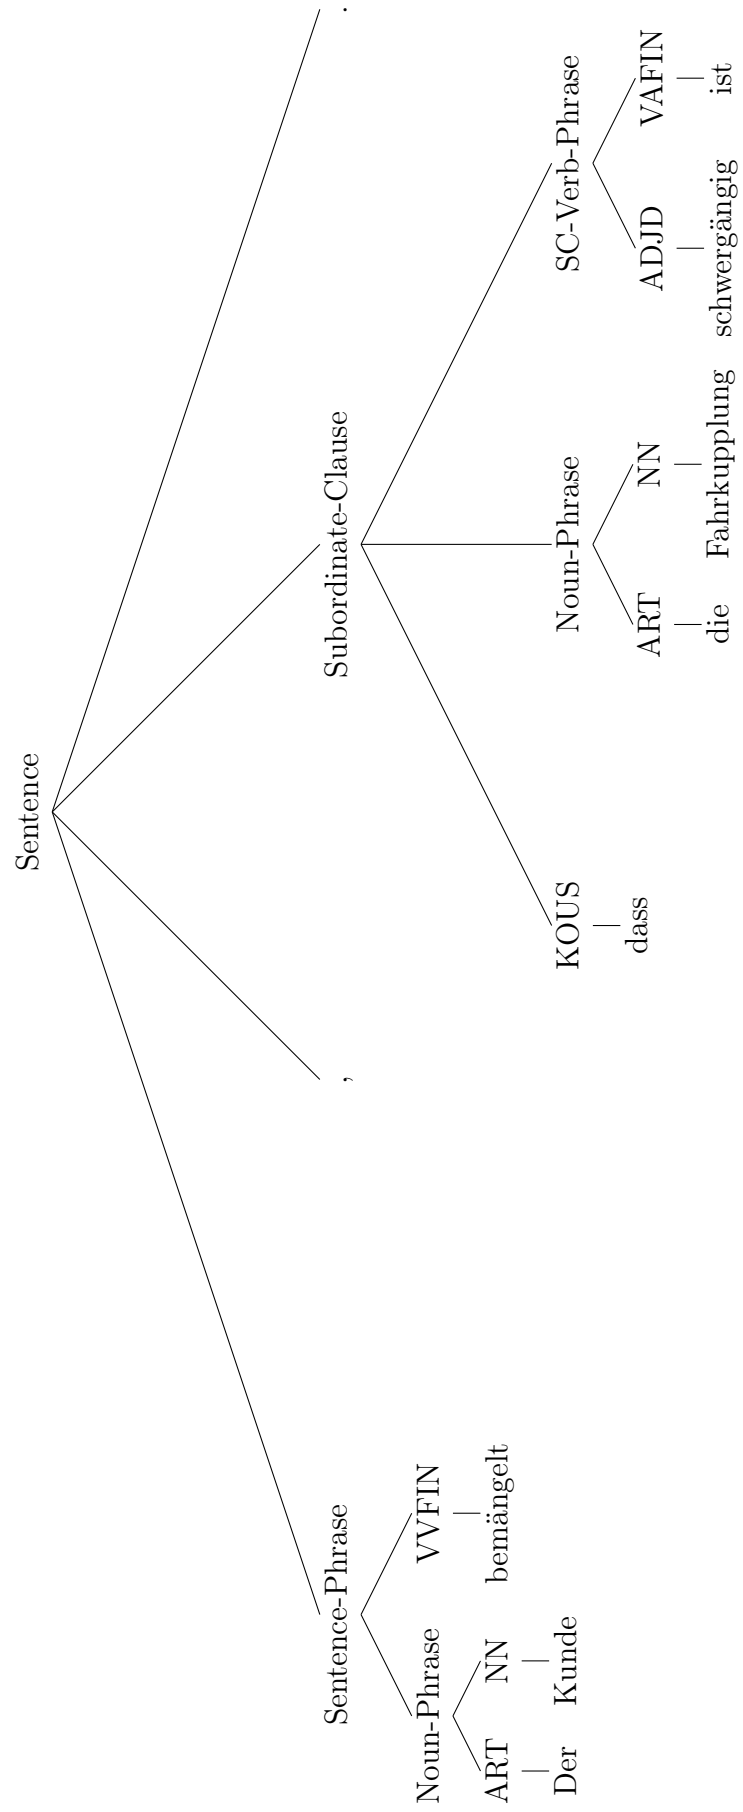 Sentence
Sentence-Phrase , Subordinate-Clause .
Noun-Phrase VVFIN KOUS Noun-Phrase SC-Verb-Phrase
ART NN bemängelt dass ART NN ADJD VAFIN
Der Kunde die Fahrkupplung schwergängig ist